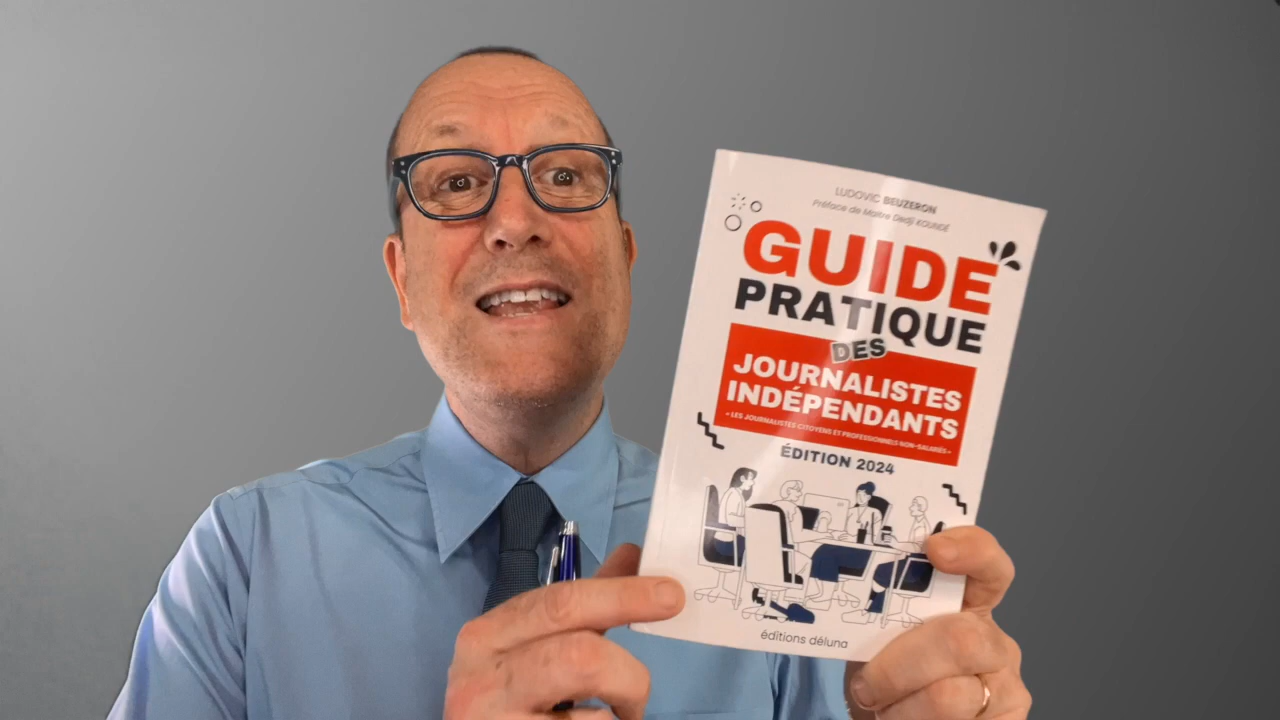 LUDOVIC BEUZERON
Préface de Maître Dedji KOUNDÉ
GUIDE
PRATIQUE
DES
JOURNALISTES
INDÉPENDANTS
« LES JOURNALISTES CITOYENS ET PROFESSIONNELS NON-SALARIÉS »
ÉDITION 2024
éditions déluna